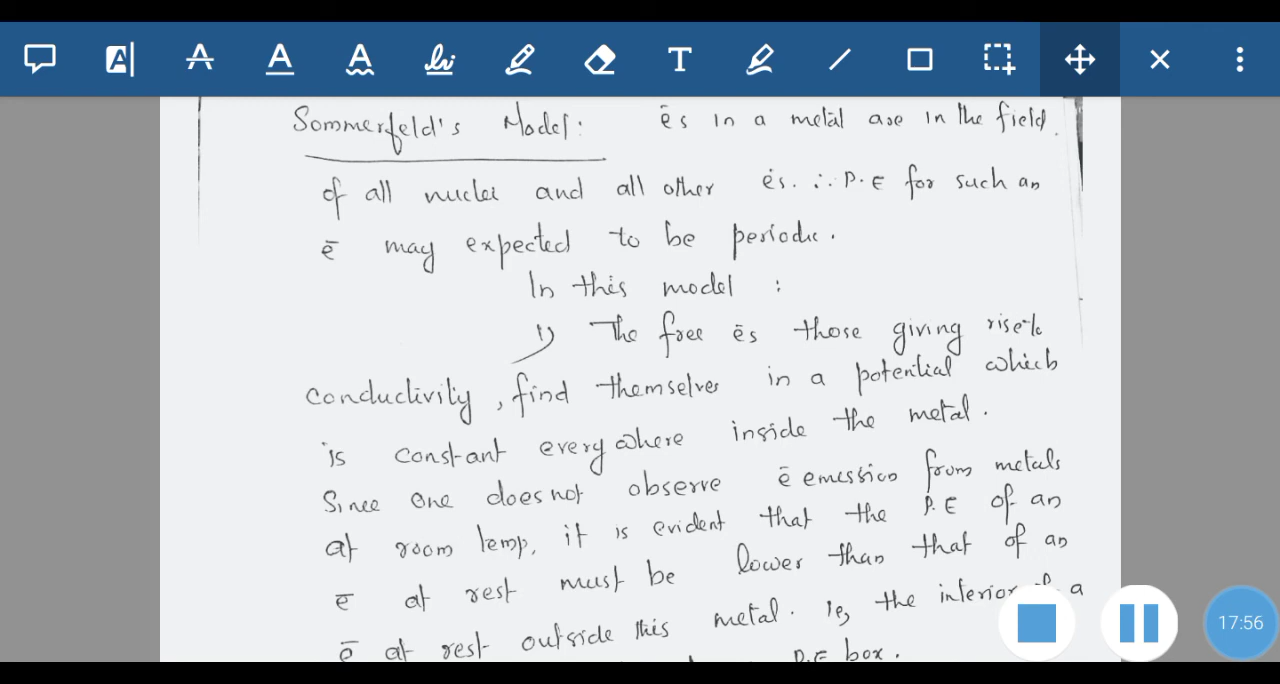 Sommerfeld's Model: ēs in a metal are in the field
of all nuclei and all other ēs. ∴ P.E for such an
ē may expected to be periodic.
In this model :
1) The free ēs those giving rise to
conductivity, find themselves in a potential which
is constant everywhere inside the metal.
Since one does not observe ē emission from metals
at room temp, it is evident that the P.E of an
ē at rest must be lower than that of an
ē at rest outside this metal. ie, the interior of a
P.E box.
17:56